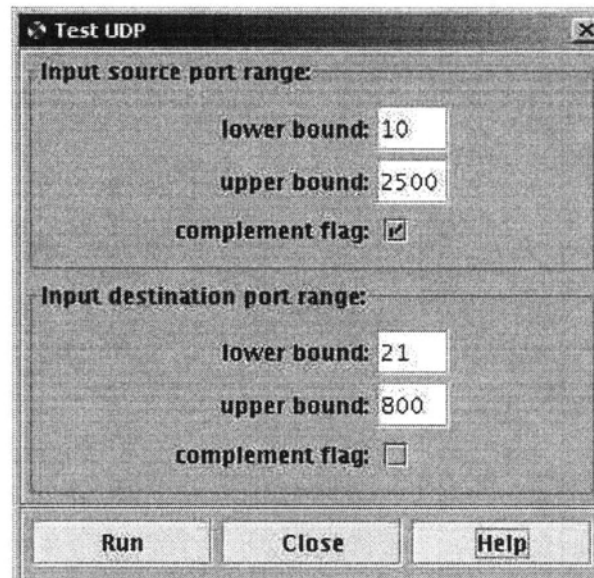 Test UDP
Input source port range:
lower bound: 10
upper bound: 2500
complement flag:
Input destination port range:
lower bound: 21
upper bound: 800
complement flag:
Run Close Help